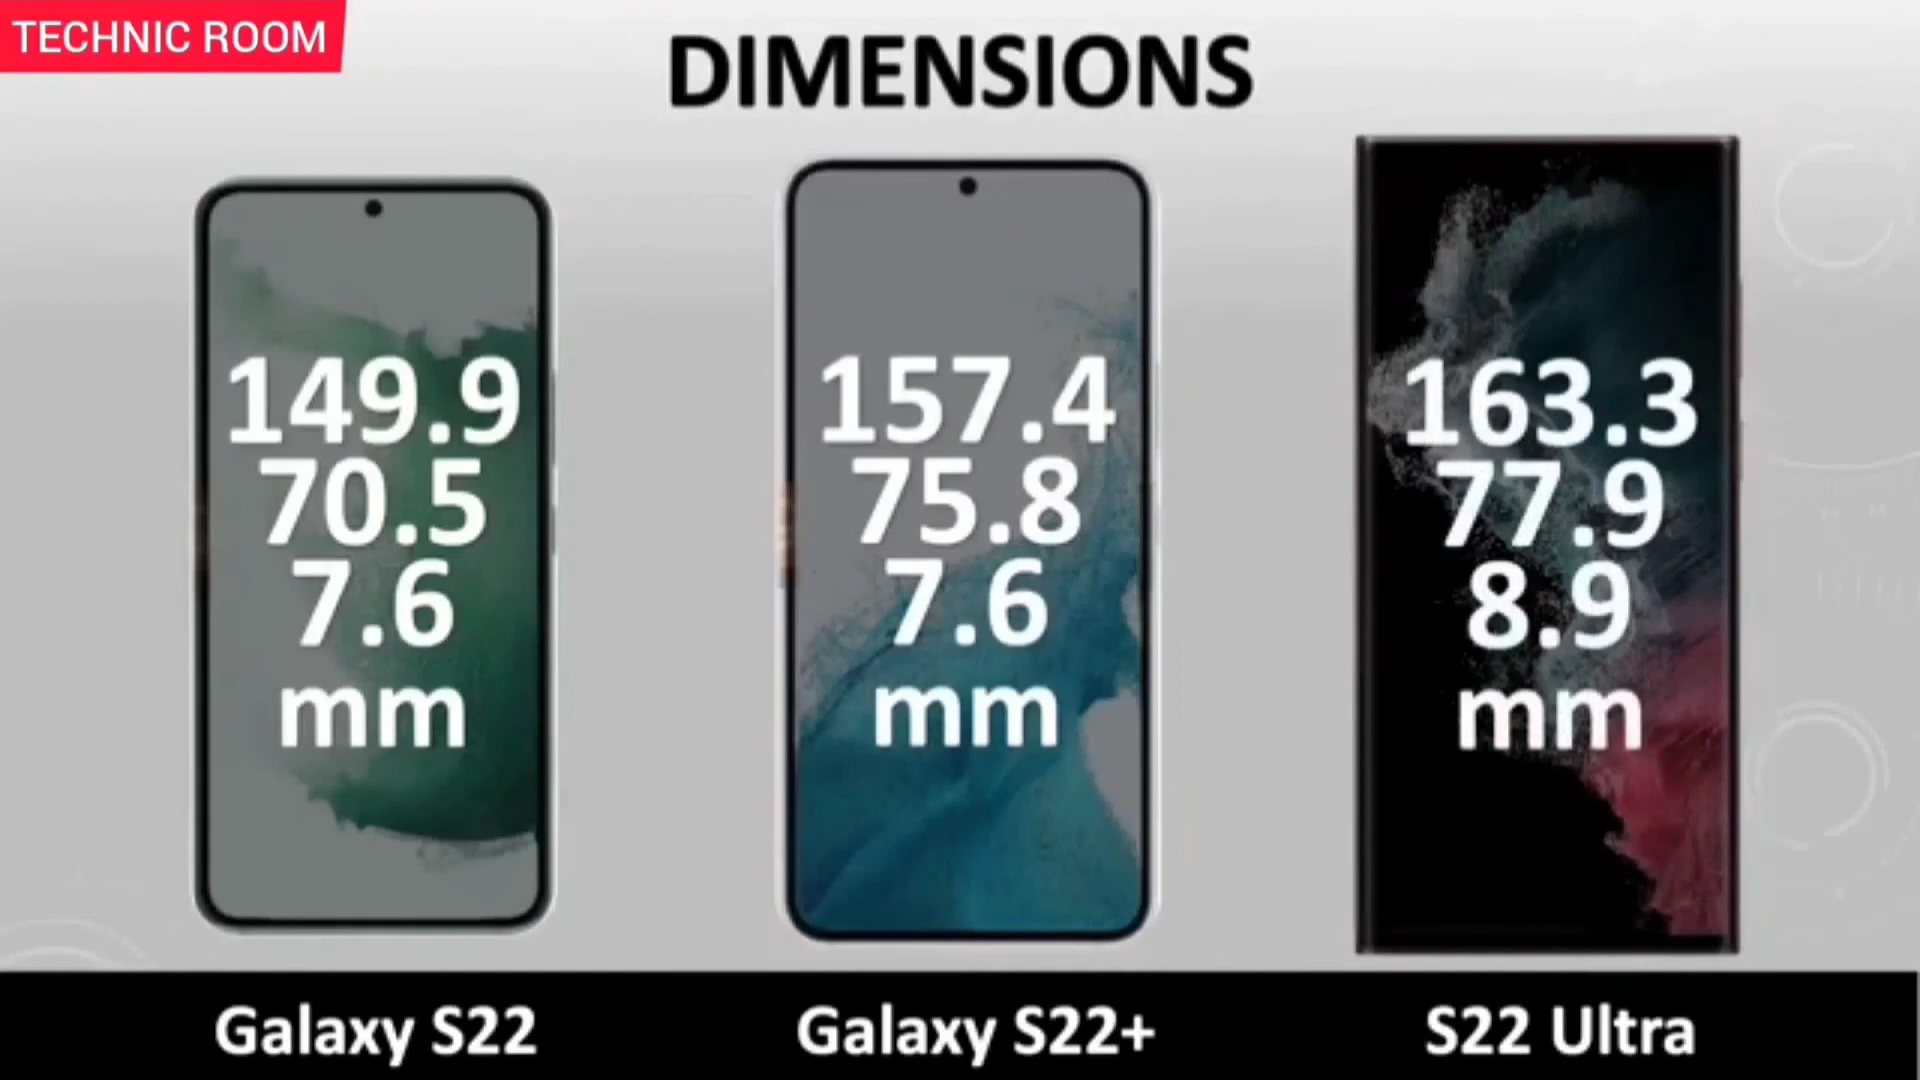 TECHNIC ROOM
DIMENSIONS
149.9
70.5
7.6
mm
157.4
75.8
7.6
mm
163.3
77.9
8.9
mm
Galaxy S22
Galaxy S22+
S22 Ultra